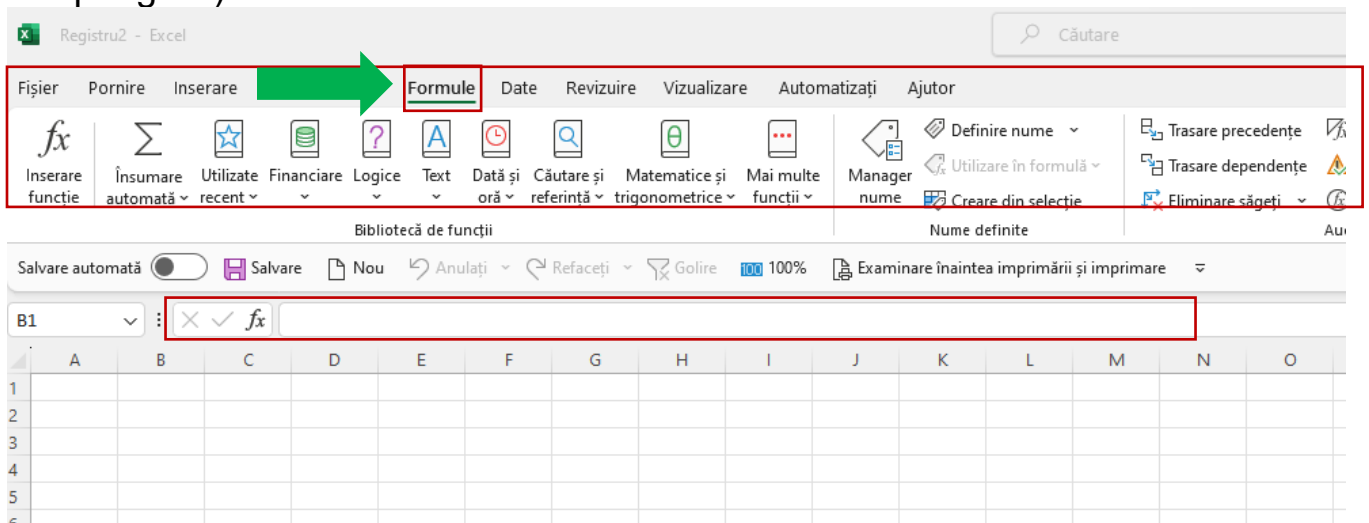 Registru2 - Excel
Căutare
Fișier Pornire Inserare Formule Date Revizuire Vizualizare Automatizați Ajutor
fx Inserare funcție
Însumare automată
Utilizate recent
Financiare
Logice
Text
Dată și oră
Căutare și referință
Matematice și trigonometrice
Mai multe funcții
Bibliotecă de funcții
Manager nume
Definire nume
Utilizare în formulă
Creare din selecție
Nume definite
Trasare precedente
Trasare dependențe
Eliminare săgeți
Salvare automată Salvare Nou Anulați Refaceți Golire 100 100% Examinare înaintea imprimării și imprimare
B1 fx
A B C D E F G H I J K L M N O
1
2
3
4
5